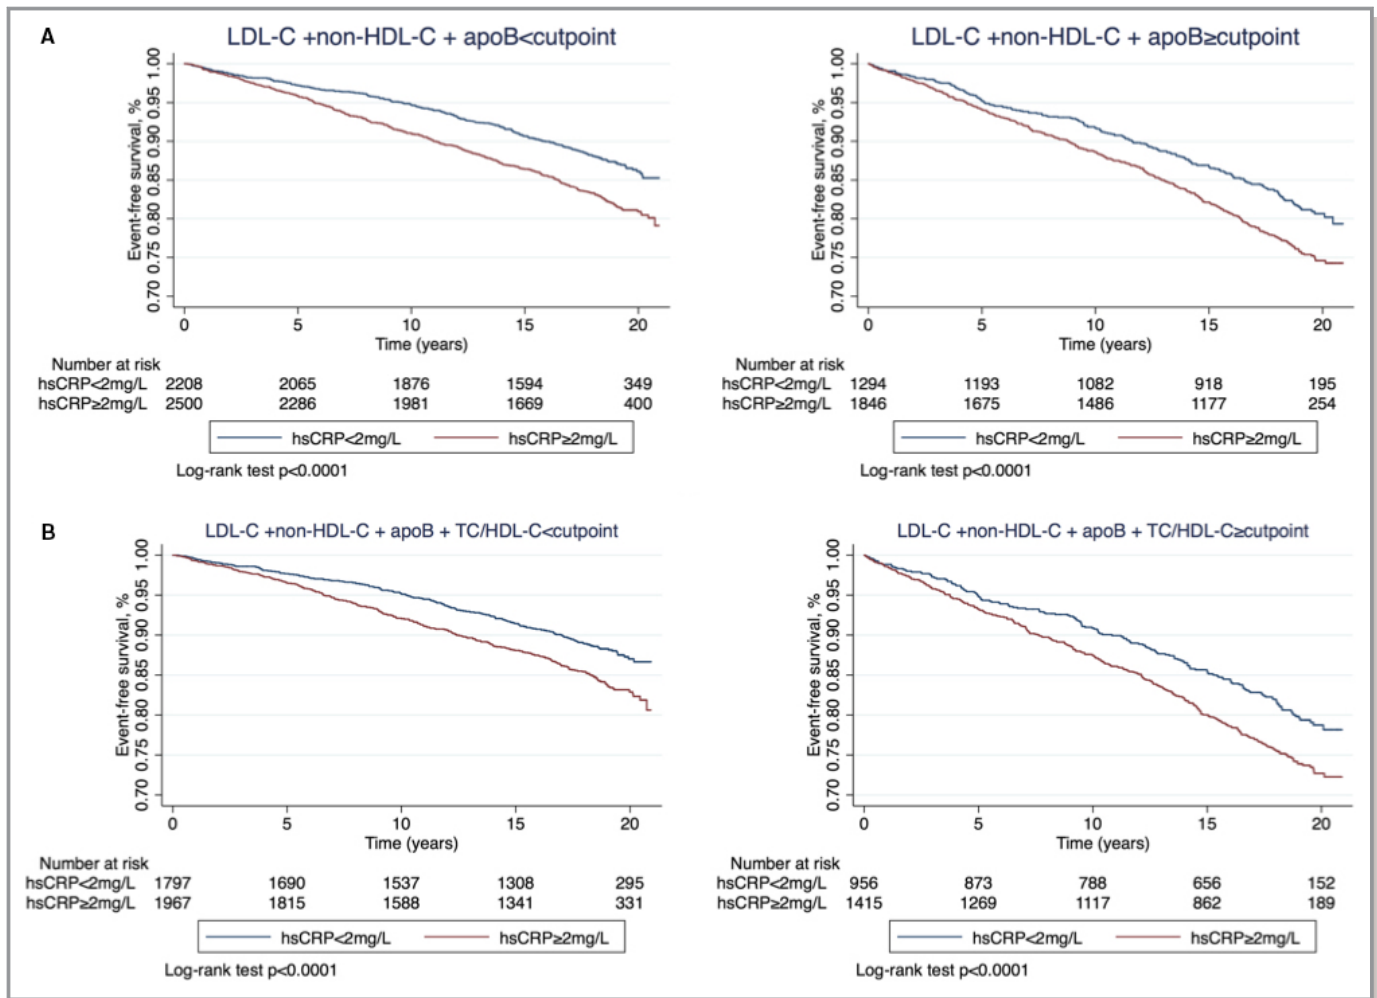 A
LDL-C +non-HDL-C + apoB<cutpoint
Event-free survival, %
1.00
0.95
0.90
0.85
0.80
0.75
0.70
0 5 10 15 20
Time (years)
Number at risk
hsCRP<2mg/L 2208 2065 1876 1594 349
hsCRP≥2mg/L 2500 2286 1981 1669 400
hsCRP<2mg/L hsCRP≥2mg/L
Log-rank test p<0.0001
LDL-C +non-HDL-C + apoB≥cutpoint
Event-free survival, %
1.00
0.95
0.90
0.85
0.80
0.75
0.70
0 5 10 15 20
Time (years)
Number at risk
hsCRP<2mg/L 1294 1193 1082 918 195
hsCRP≥2mg/L 1846 1675 1486 1177 254
hsCRP<2mg/L hsCRP≥2mg/L
Log-rank test p<0.0001
B
LDL-C +non-HDL-C + apoB + TC/HDL-C<cutpoint
Event-free survival, %
1.00
0.95
0.90
0.85
0.80
0.75
0.70
0 5 10 15 20
Time (years)
Number at risk
hsCRP<2mg/L 1797 1690 1537 1308 295
hsCRP≥2mg/L 1967 1815 1588 1341 331
hsCRP<2mg/L hsCRP≥2mg/L
Log-rank test p<0.0001
LDL-C +non-HDL-C + apoB + TC/HDL-C≥cutpoint
Event-free survival, %
1.00
0.95
0.90
0.85
0.80
0.75
0.70
0 5 10 15 20
Time (years)
Number at risk
hsCRP<2mg/L 956 873 788 656 152
hsCRP≥2mg/L 1415 1269 1117 862 189
hsCRP<2mg/L hsCRP≥2mg/L
Log-rank test p<0.0001